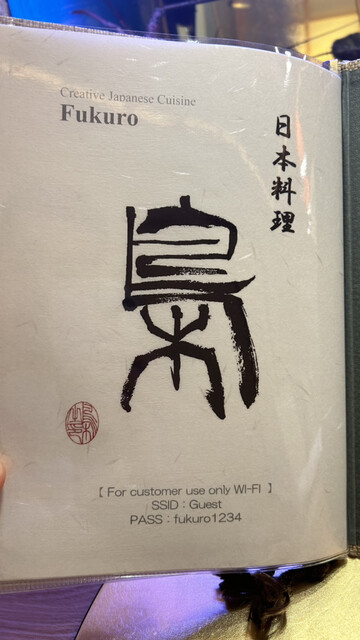 Creative Japanese Cuisine
Fukuro
日本料理
梟
【 For customer use only WI-FI 】
SSID : Guest
PASS : fukuro1234